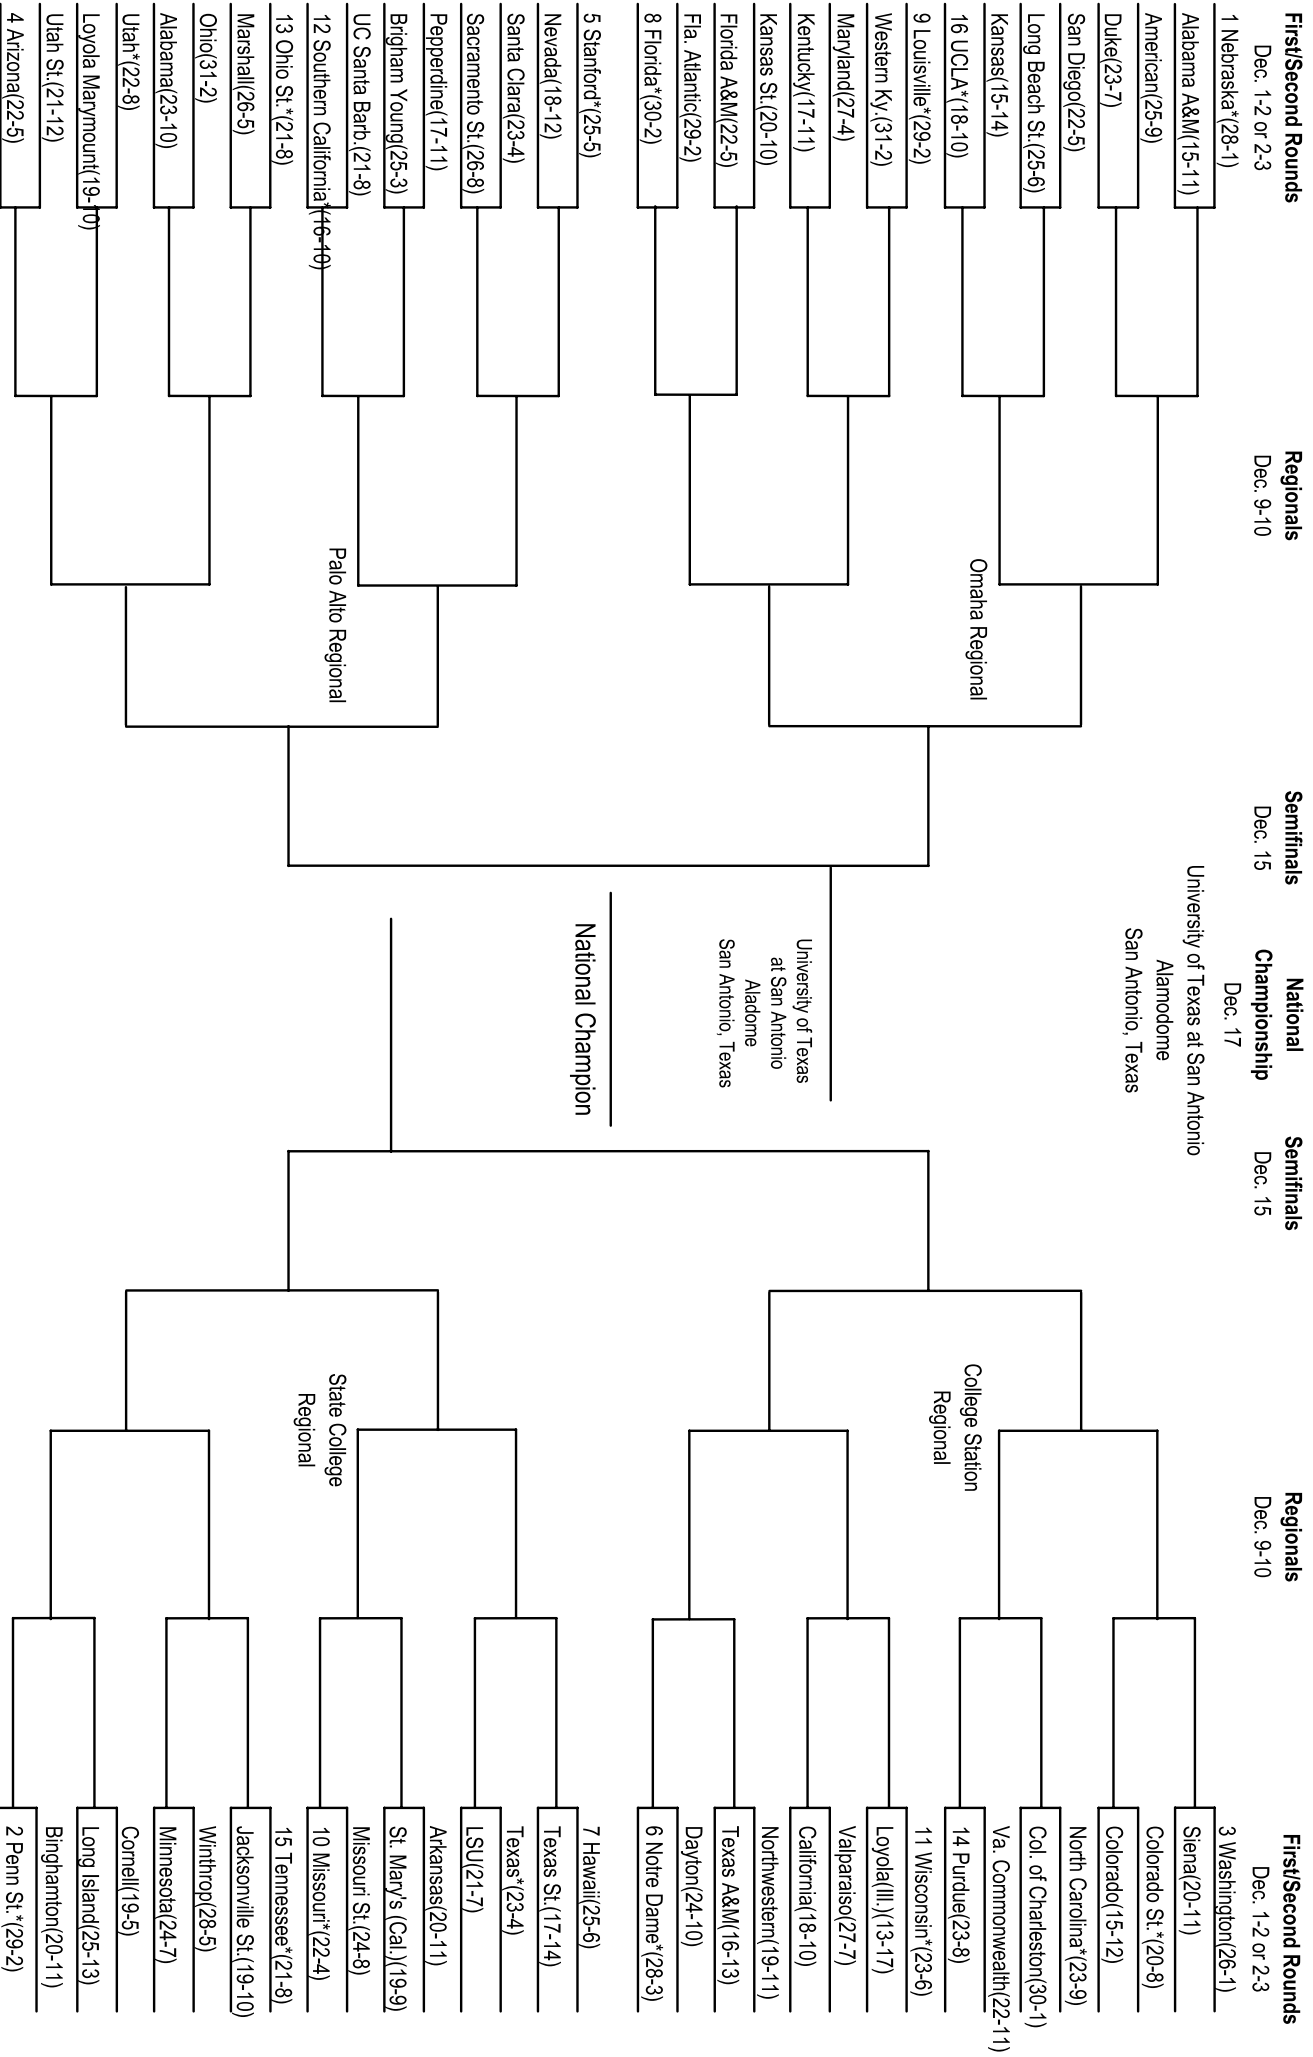 First/Second Rounds
Dec. 1-2 or 2-3
Regionals
Dec. 9-10
Semifinals
Dec. 15
National
Championship
Dec. 17
University of Texas at San Antonio
Alamodome
San Antonio, Texas
Semifinals
Dec. 15
Regionals
Dec. 9-10
First/Second Rounds
Dec. 1-2 or 2-3
1 Nebraska*(28-1)
Alabama A&M(15-11)
American(25-9)
Duke(23-7)
San Diego(22-5)
Long Beach St.(25-6)
Kansas(15-14)
16 UCLA*(18-10)
9 Louisville*(29-2)
Western Ky.(31-2)
Maryland(27-4)
Kentucky(17-11)
Kansas St.(20-10)
Florida A&M(22-5)
Fla. Atlantic(29-2)
8 Florida*(30-2)
5 Stanford*(25-5)
Nevada(18-12)
Santa Clara(23-4)
Sacramento St.(26-8)
Pepperdine(17-11)
Brigham Young(25-3)
UC Santa Barb.(21-8)
12 Southern California*(16-10)
13 Ohio St.*(21-8)
Marshall(26-5)
Ohio(31-2)
Alabama(23-10)
Utah*(22-8)
Loyola Marymount(19-10)
Utah St.(21-12)
4 Arizona(22-5)
Omaha Regional
Palo Alto Regional
University of Texas
at San Antonio
Aladome
San Antonio, Texas
National Champion
College Station
Regional
State College
Regional
3 Washington(26-1)
Siena(20-11)
Colorado St.*(20-8)
Colorado(15-12)
North Carolina*(23-9)
Col. of Charleston(30-1)
Va. Commonwealth(22-11)
14 Purdue(23-8)
11 Wisconsin*(23-6)
Loyola(Ill.)(13-17)
Valparaiso(27-7)
California(18-10)
Northwestern(19-11)
Texas A&M(16-13)
Dayton(24-10)
6 Notre Dame*(28-3)
7 Hawaii(25-6)
Texas St.(17-14)
Texas*(23-4)
LSU(21-7)
Arkansas(20-11)
St. Mary's (Cal.)(19-9)
Missouri St.(24-8)
10 Missouri*(22-4)
15 Tennessee*(21-8)
Jacksonville St.(19-10)
Winthrop(28-5)
Minnesota(24-7)
Cornell(19-5)
Long Island(25-13)
Binghamton(20-11)
2 Penn St.*(29-2)